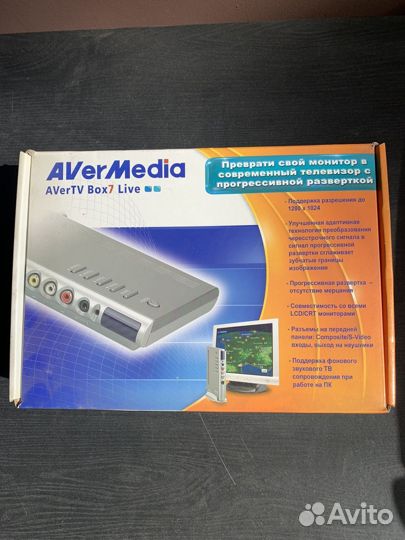 AVerMedia
AVerTV Box7 Live
Преврати свой монитор в
современный телевизор с
прогрессивной разверткой
- Поддержка разрешения до
1280 x 1024
- Улучшенная адаптивная
технология преобразования
чересстрочного сигнала в
сигнал прогрессивной
развертки сглаживает
зубчатые границы
изображения
- Прогрессивная развертка –
отсутствие мерцания
- Совместимость со всеми
LCD/CRT мониторами
- Разъемы на передней
панели: Composite/S-Video
входы, выход на наушники
- Поддержка фонового
звукового ТВ
сопровождения при
работе на ПК
Avito